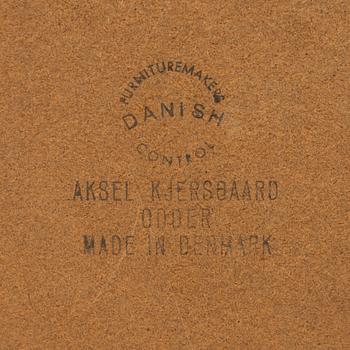 FURNITUREMAKERS
DANISH
CONTROL
AKSEL KJERSGAARD
ODDER
MADE IN DENMARK